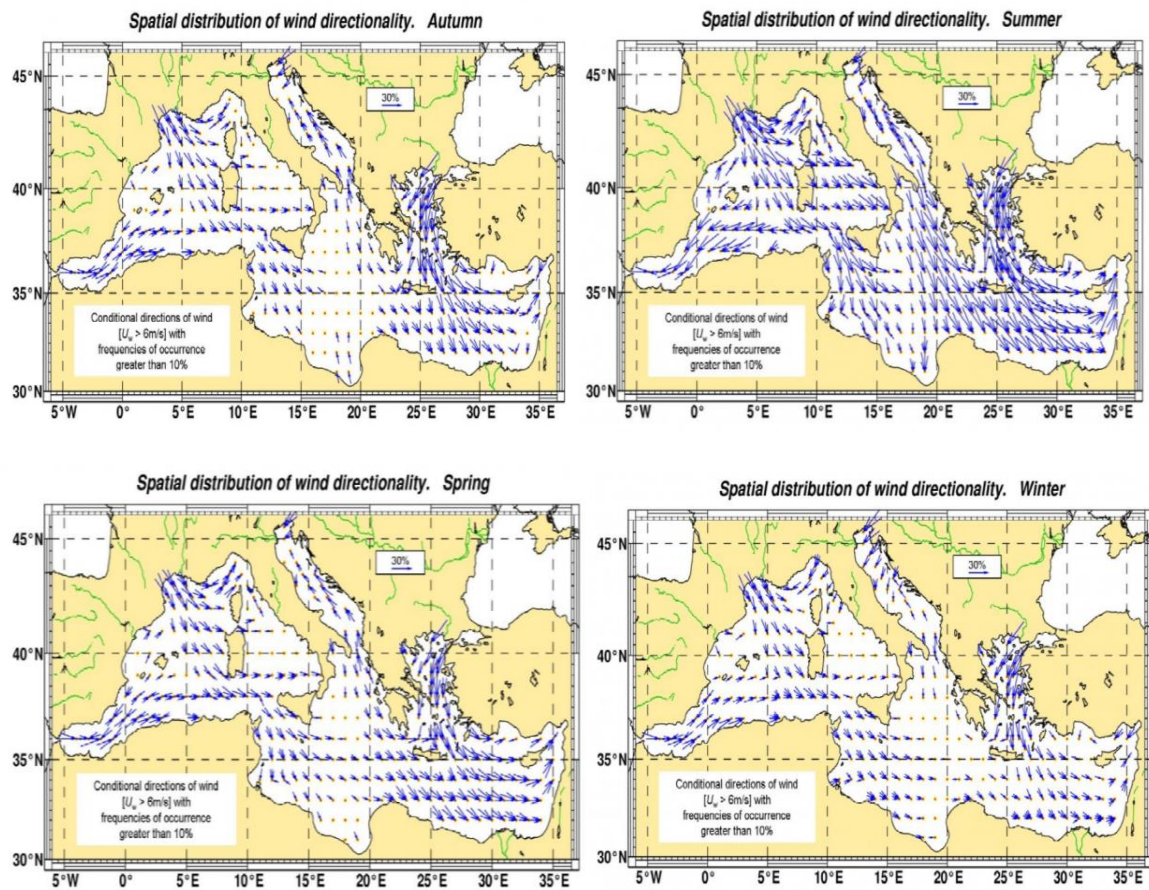 Spatial distribution of wind directionality. Autumn
45°N
40°N
35°N
30°N
30%
Conditional directions of wind
[Uw > 6m/s] with
frequencies of occurrence
greater than 10%
5°W 0° 5°E 10°E 15°E 20°E 25°E 30°E 35°E
Spatial distribution of wind directionality. Summer
45°N
40°N
35°N
30°N
30%
Conditional directions of wind
[Uw > 6m/s] with
frequencies of occurrence
greater than 10%
5°W 0° 5°E 10°E 15°E 20°E 25°E 30°E 35°E
Spatial distribution of wind directionality. Spring
45°N
40°N
35°N
30°N
30%
Conditional directions of wind
[Uw > 6m/s] with
frequencies of occurrence
greater than 10%
5°W 0° 5°E 10°E 15°E 20°E 25°E 30°E 35°E
Spatial distribution of wind directionality. Winter
45°N
40°N
35°N
30°N
30%
Conditional directions of wind
[Uw > 6m/s] with
frequencies of occurrence
greater than 10%
5°W 0° 5°E 10°E 15°E 20°E 25°E 30°E 35°E